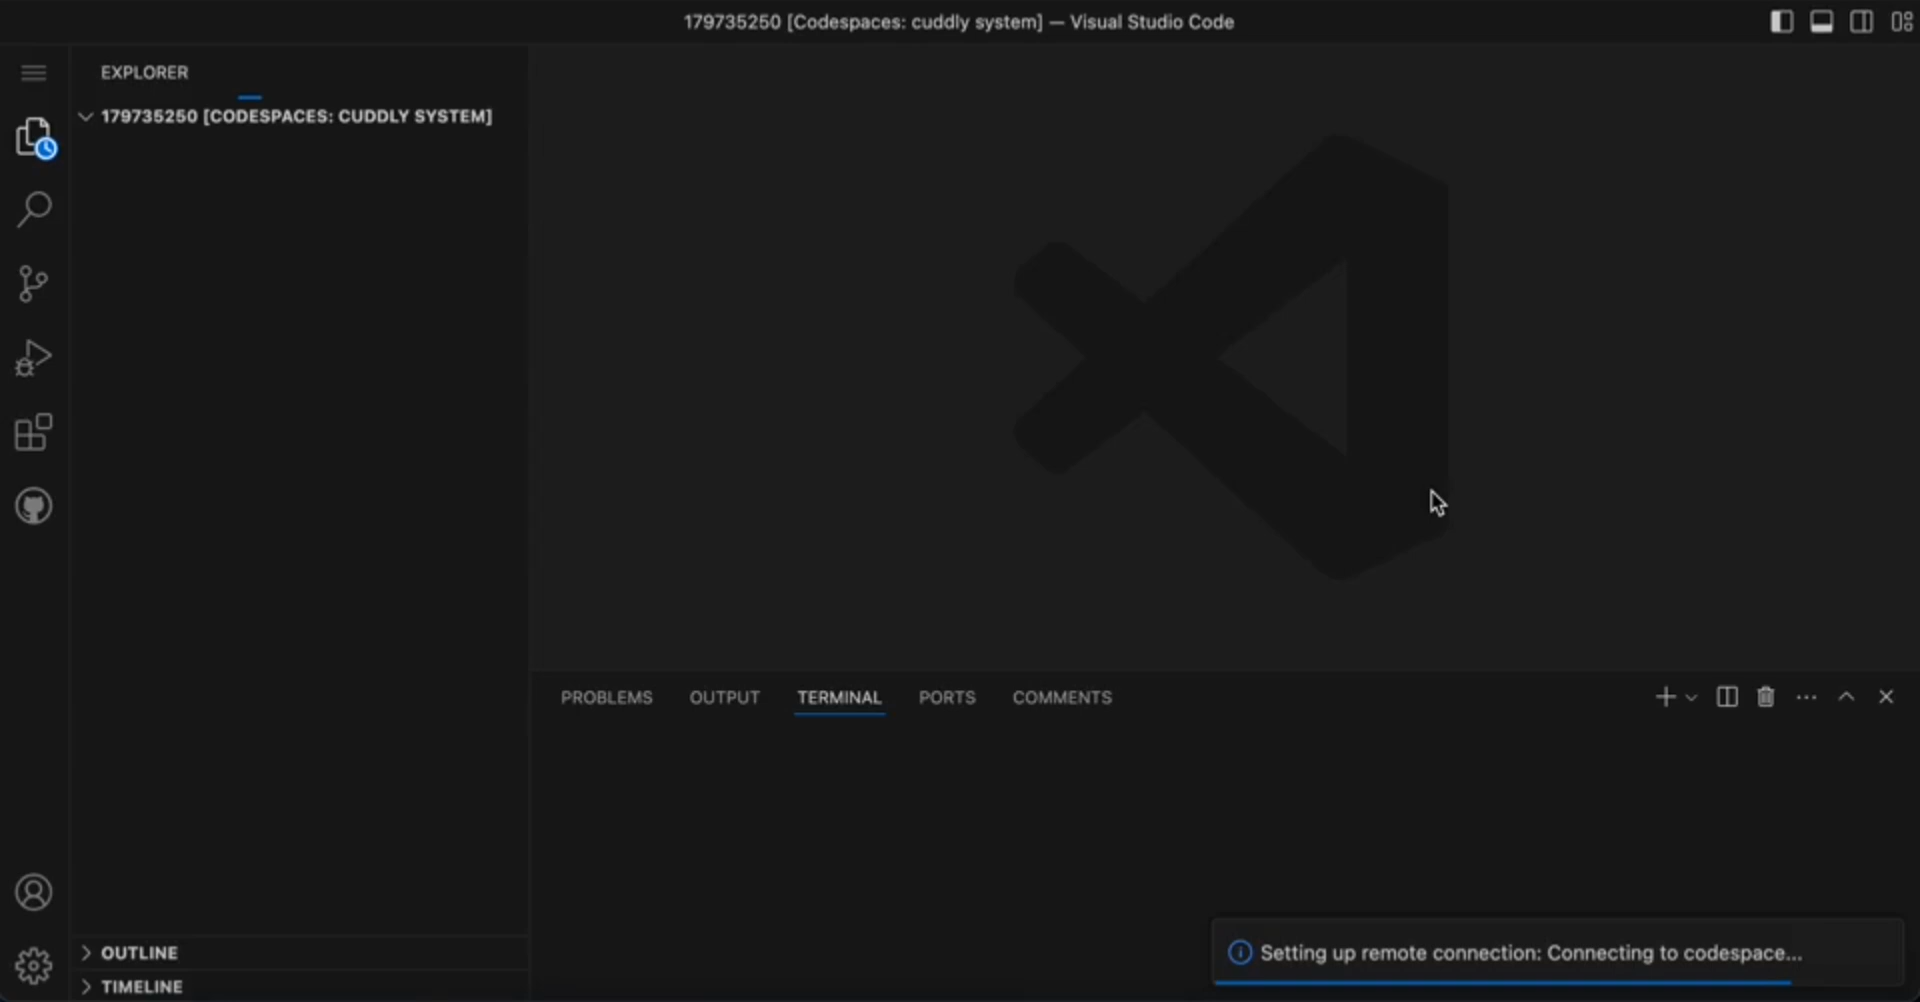 179735250 [Codespaces: cuddly system] — Visual Studio Code
EXPLORER
179735250 [CODESPACES: CUDDLY SYSTEM]
PROBLEMS OUTPUT TERMINAL PORTS COMMENTS
OUTLINE
TIMELINE
Setting up remote connection: Connecting to codespace...